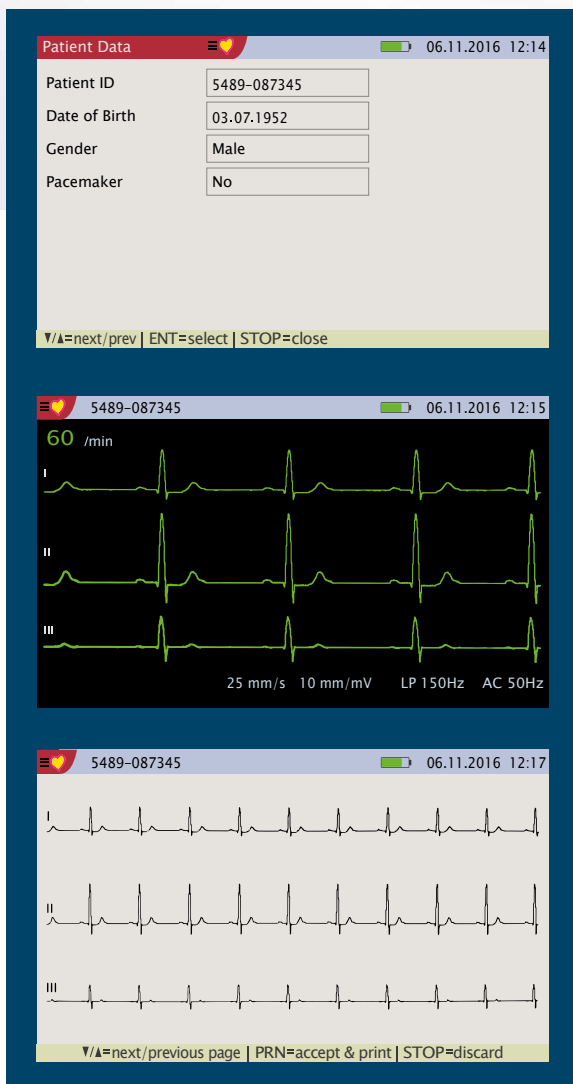 Patient Data 06.11.2016 12:14
Patient ID 5489-087345
Date of Birth 03.07.1952
Gender Male
Pacemaker No
▼/▲=next/prev | ENT=select | STOP=close
5489-087345 06.11.2016 12:15
60 /min
I
II
III
25 mm/s 10 mm/mV LP 150Hz AC 50Hz
5489-087345 06.11.2016 12:17
I
II
III
▼/▲=next/previous page | PRN=accept & print | STOP=discard